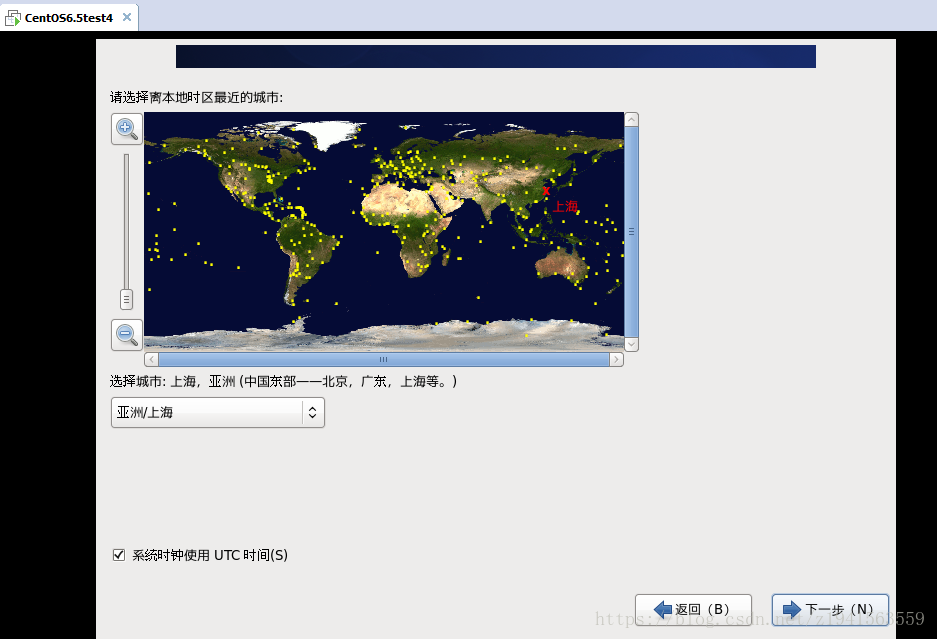 CentOS6.5test4
请选择离本地时区最近的城市:
上海
选择城市: 上海，亚洲 (中国东部——北京，广东，上海等。)
亚洲/上海
系统时钟使用 UTC 时间(S)
返回（B） 下一步（N）
https://blog.csdn.net/z1941563559